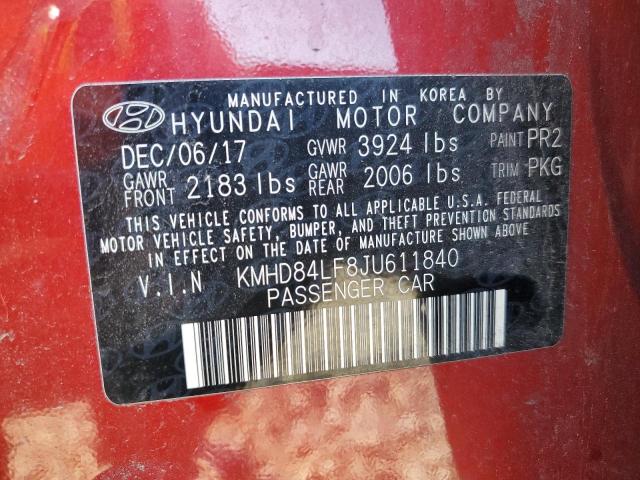 MANUFACTURED IN KOREA BY
HYUNDAI MOTOR COMPANY
DEC/06/17 GVWR 3924 lbs PAINT PR2
GAWR FRONT 2183 lbs GAWR REAR 2006 lbs TRIM PKG
THIS VEHICLE CONFORMS TO ALL APPLICABLE U.S.A. FEDERAL
MOTOR VEHICLE SAFETY, BUMPER, AND THEFT PREVENTION STANDARDS
IN EFFECT ON THE DATE OF MANUFACTURE SHOWN ABOVE.
V.I.N KMHD84LF8JU611840
PASSENGER CAR